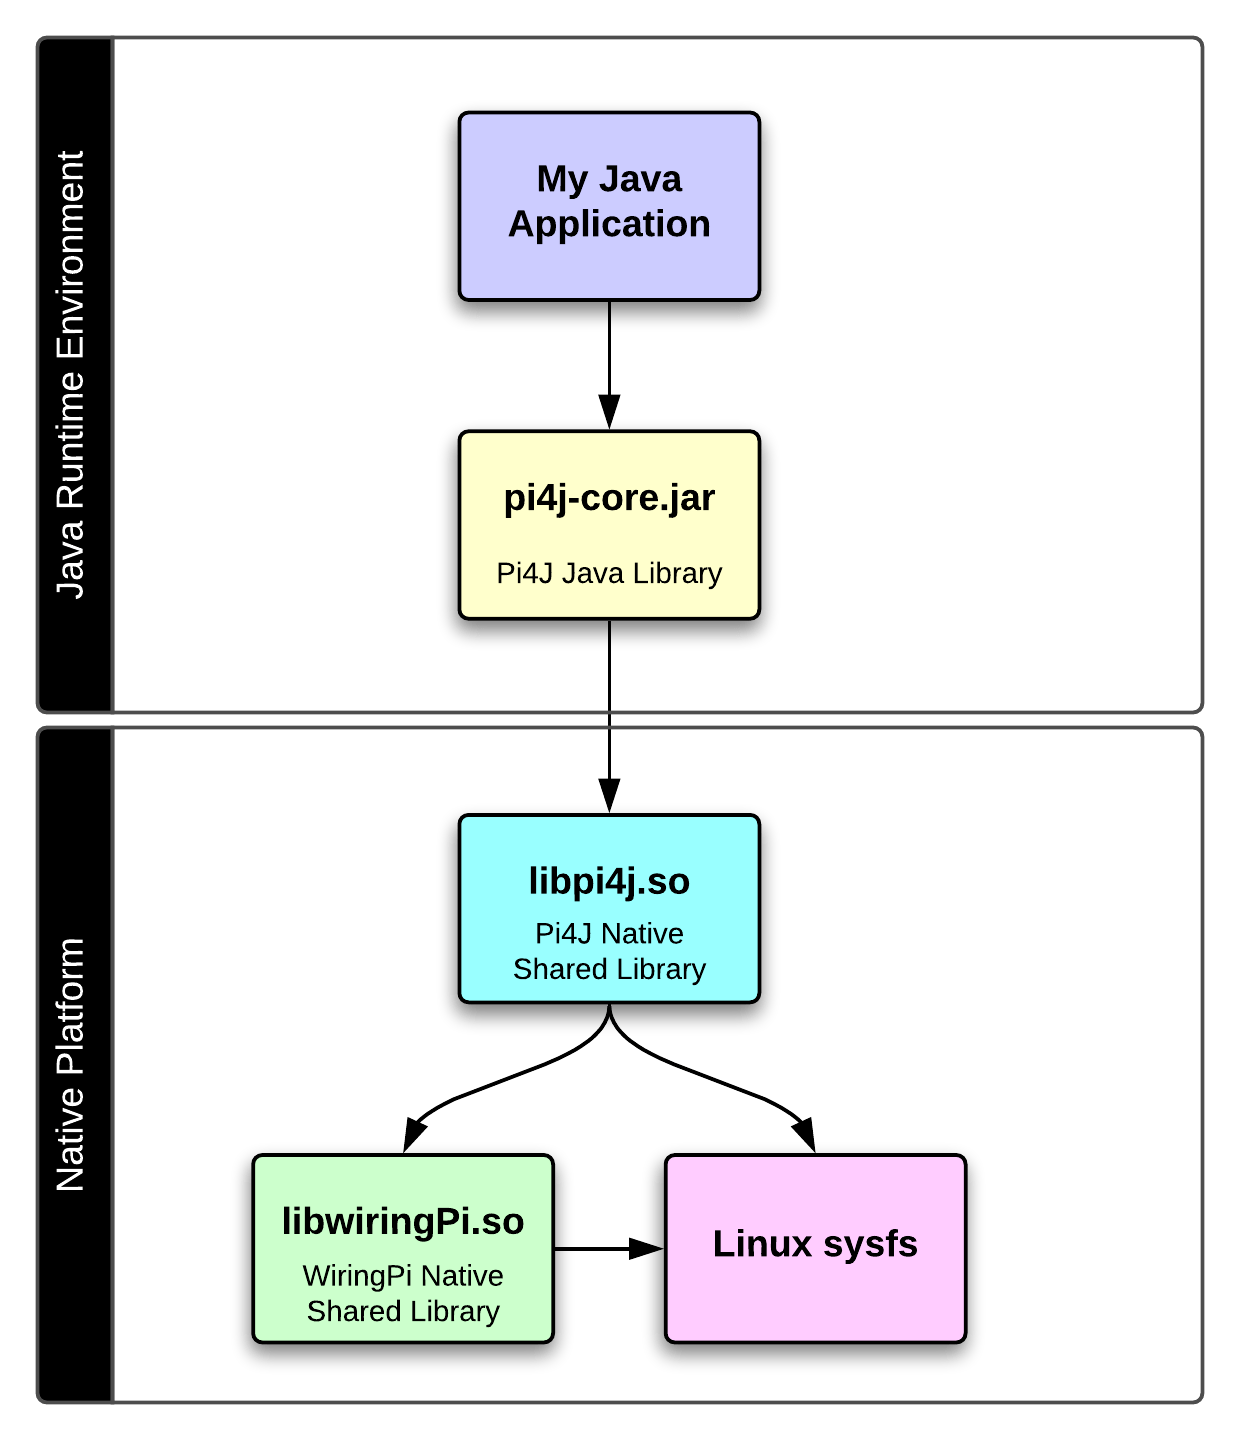 Java Runtime Environment
My Java
Application
pi4j-core.jar
Pi4J Java Library
Native Platform
libpi4j.so
Pi4J Native
Shared Library
libwiringPi.so
WiringPi Native
Shared Library
Linux sysfs